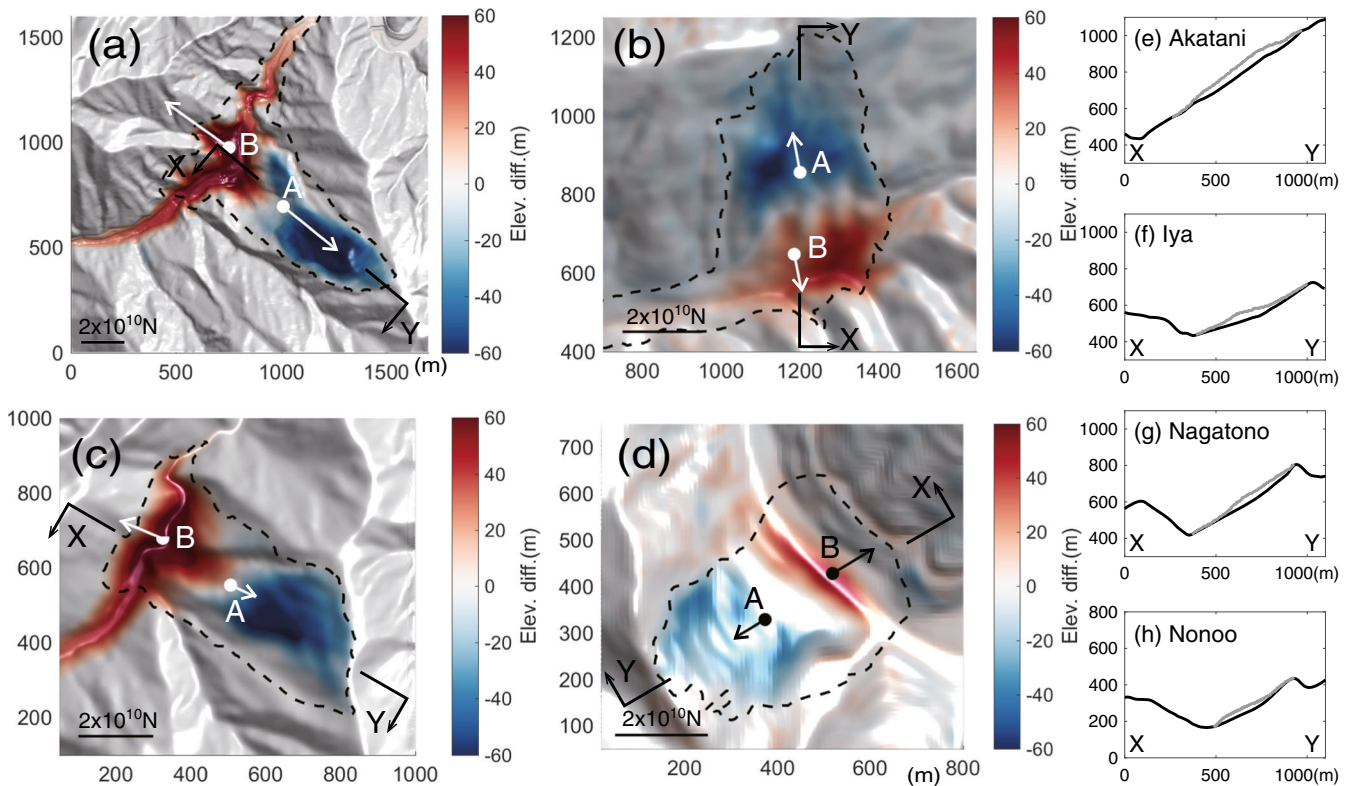 (a)
1500
1000
500
0
0
500
1000
1500
(m)
B
X
A
Y
2x10¹⁰N
60
40
20
0
-20
-40
-60
Elev. diff.(m)
(b)
1200
1000
800
600
400
800
1000
1200
1400
1600
Y
A
B
X
2x10¹⁰N
60
40
20
0
-20
-40
-60
Elev. diff.(m)
(e) Akatani
1000
800
600
400
X
Y
0
500
1000(m)
(f) Iya
1000
800
600
400
X
Y
0
500
1000(m)
(c)
1000
800
600
400
200
200
400
600
800
1000
X
B
A
Y
2x10¹⁰N
60
40
20
0
-20
-40
-60
Elev. diff.(m)
(d)
700
600
500
400
300
200
100
200
400
600
800
(m)
X
B
A
Y
2x10¹⁰N
60
40
20
0
-20
-40
-60
Elev. diff.(m)
(g) Nagatono
1000
800
600
400
X
Y
0
500
1000(m)
(h) Nonoo
800
600
400
200
0
X
Y
0
500
1000(m)